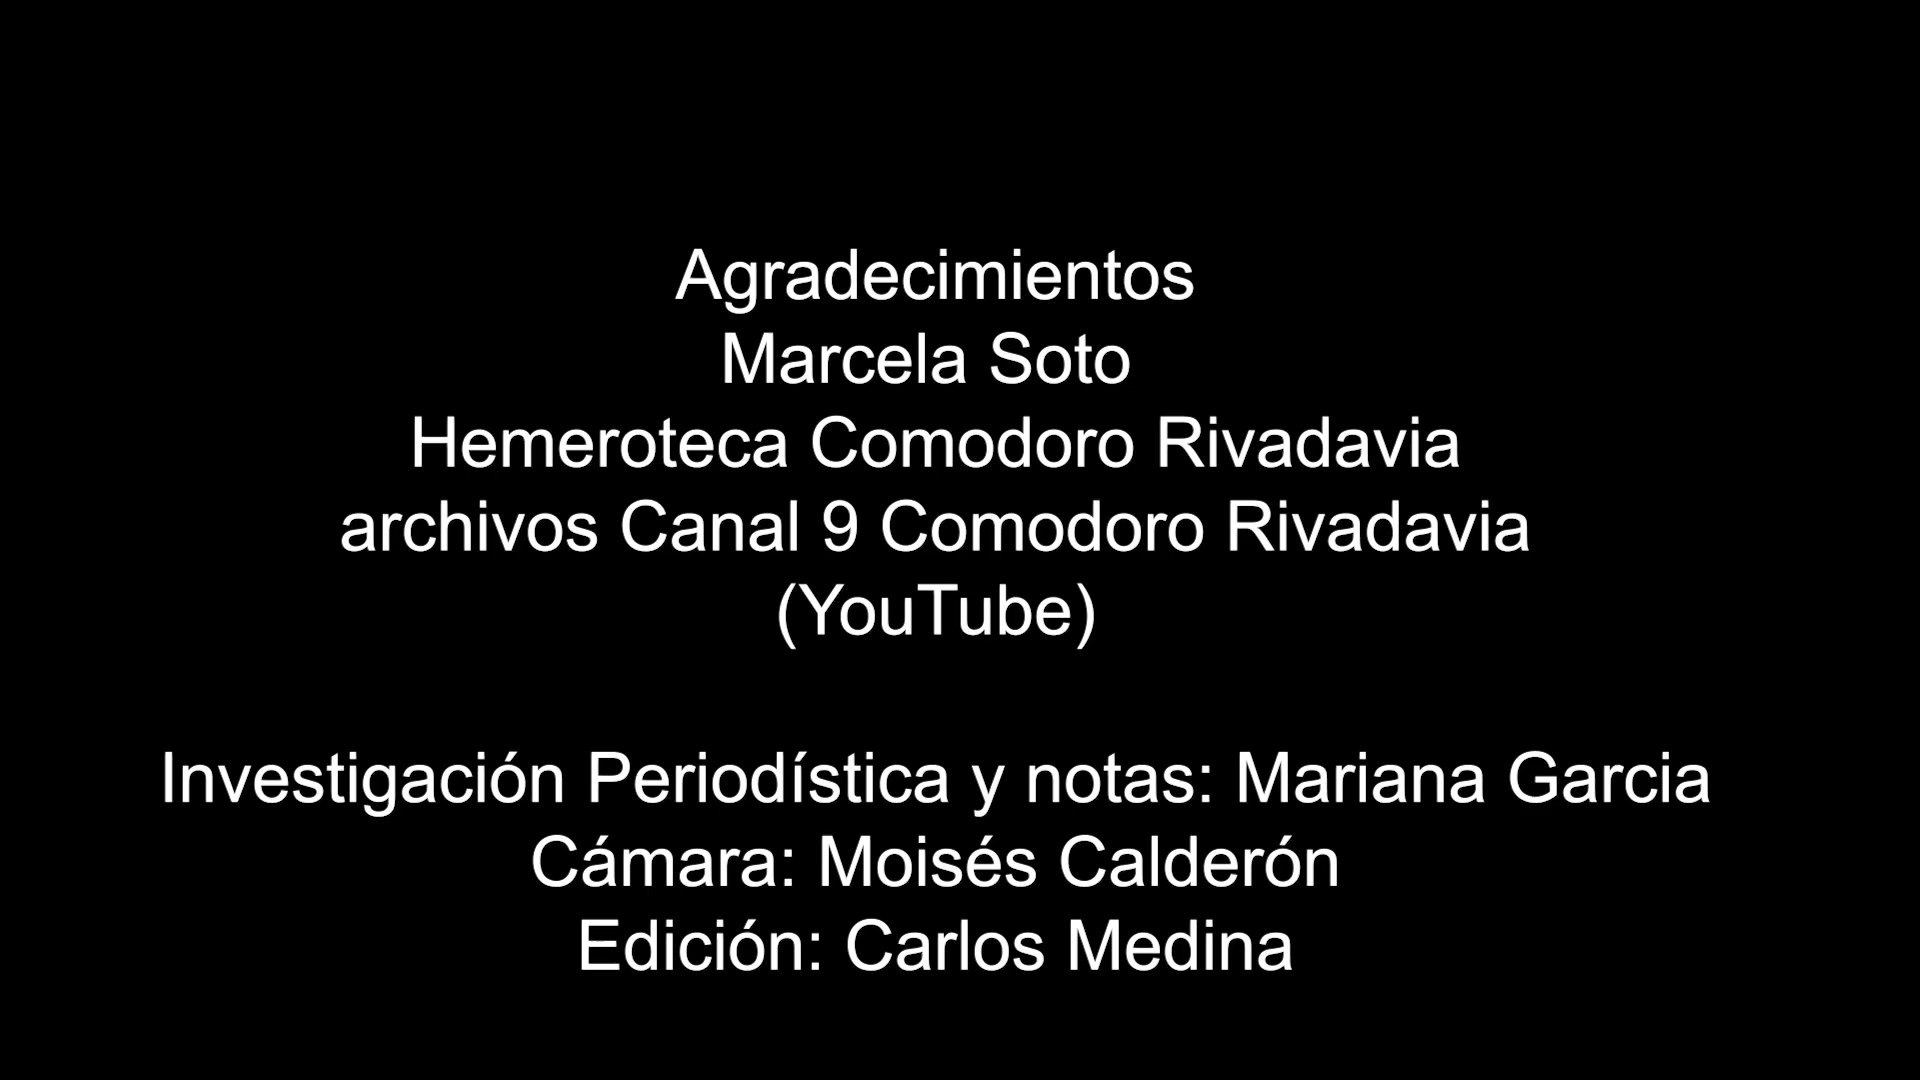 Agradecimientos
Marcela Soto
Hemeroteca Comodoro Rivadavia
archivos Canal 9 Comodoro Rivadavia
(YouTube)
Investigación Periodística y notas: Mariana Garcia
Cámara: Moisés Calderón
Edición: Carlos Medina